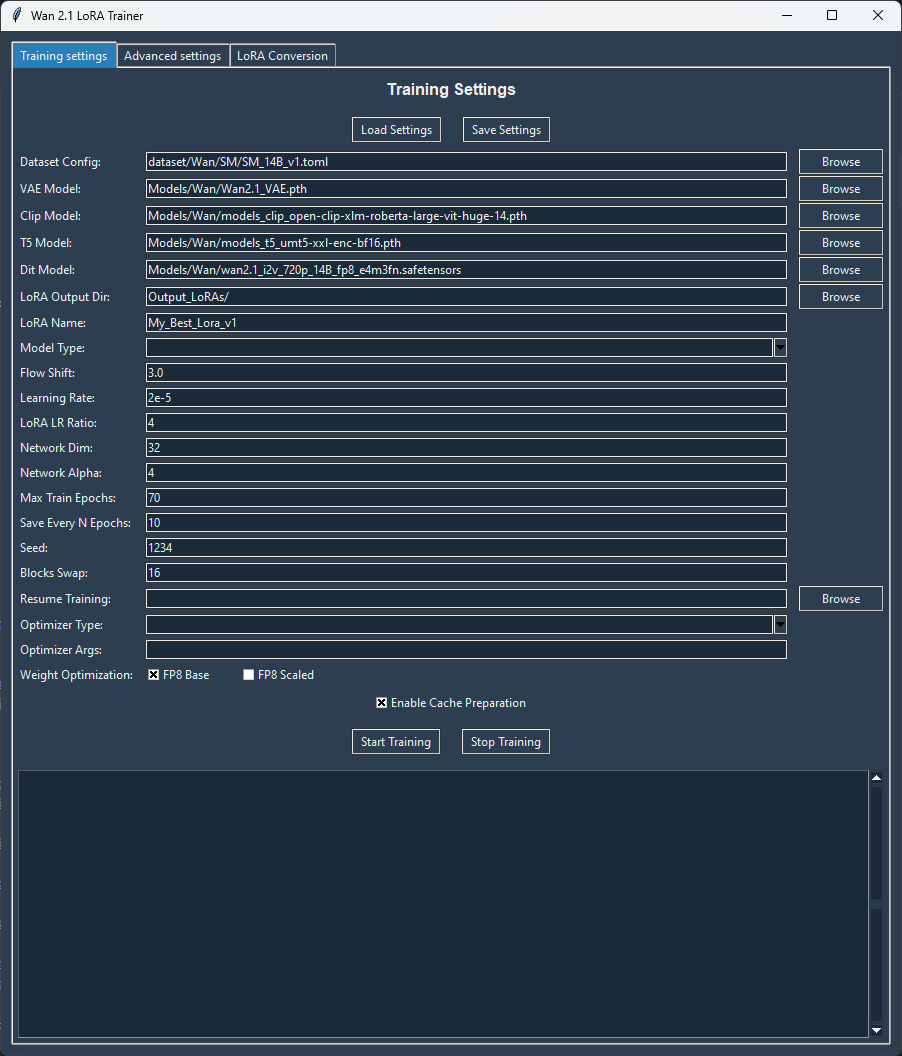 Wan 2.1 LoRA Trainer
Training settings Advanced settings LoRA Conversion
Training Settings
Load Settings Save Settings
Dataset Config: dataset/Wan/SM/SM_14B_v1.toml Browse
VAE Model: Models/Wan/Wan2.1_VAE.pth Browse
Clip Model: Models/Wan/models_clip_open-clip-xlm-roberta-large-vit-huge-14.pth Browse
T5 Model: Models/Wan/models_t5_umt5-xxl-enc-bf16.pth Browse
Dit Model: Models/Wan/wan2.1_i2v_720p_14B_fp8_e4m3fn.safetensors Browse
LoRA Output Dir: Output_LoRAs/ Browse
LoRA Name: My_Best_Lora_v1
Model Type:
Flow Shift: 3.0
Learning Rate: 2e-5
LoRA LR Ratio: 4
Network Dim: 32
Network Alpha: 4
Max Train Epochs: 70
Save Every N Epochs: 10
Seed: 1234
Blocks Swap: 16
Resume Training: Browse
Optimizer Type:
Optimizer Args:
Weight Optimization: FP8 Base FP8 Scaled
Enable Cache Preparation
Start Training Stop Training